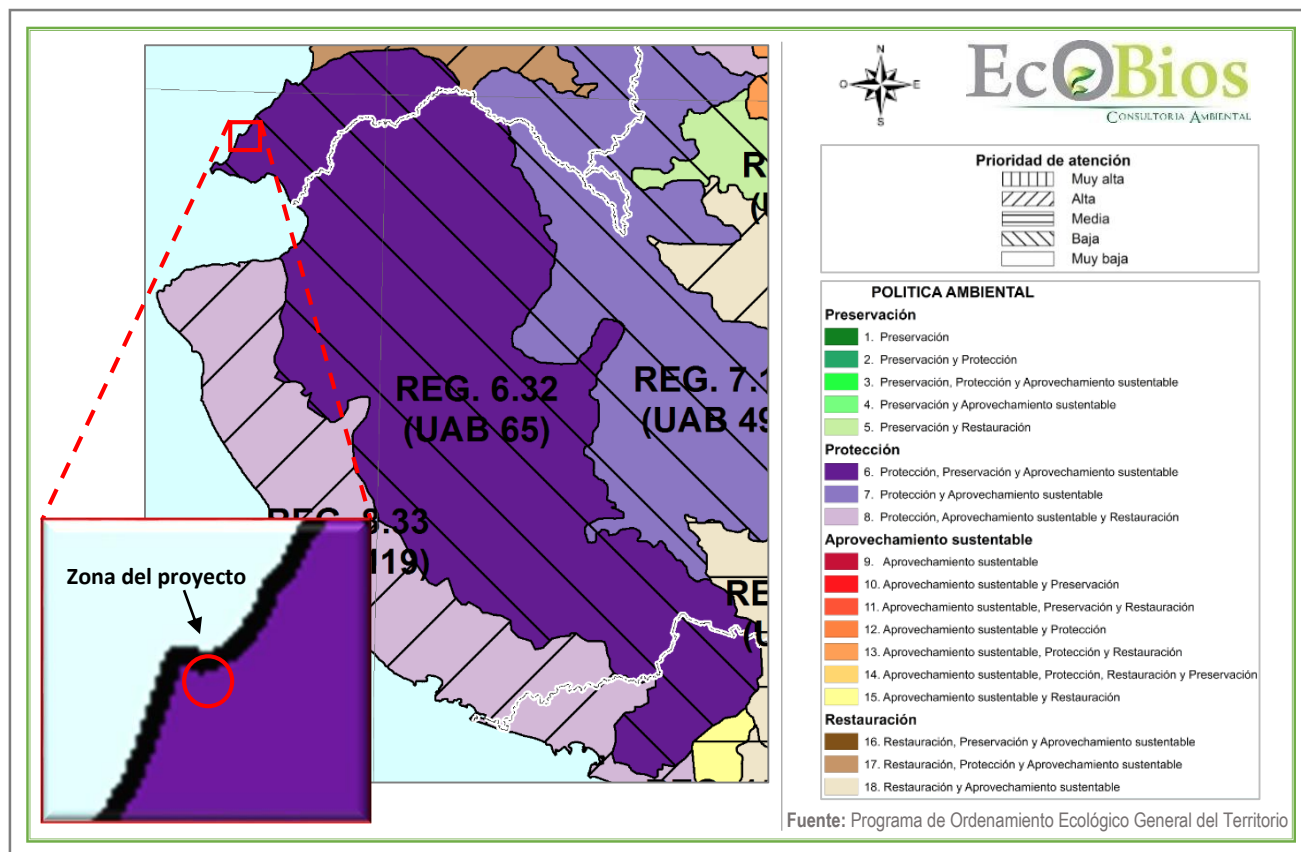 REG. 6.32
(UAB 65)
REG. 7.1
(UAB 49
REG. 8.33
119)
Zona del proyecto
N
O
E
S
EcOBios
CONSULTORIA AMBIENTAL
Prioridad de atención
Muy alta
Alta
Media
Baja
Muy baja
POLITICA AMBIENTAL
Preservación
1. Preservación
2. Preservación y Protección
3. Preservación, Protección y Aprovechamiento sustentable
4. Preservación y Aprovechamiento sustentable
5. Preservación y Restauración
Protección
6. Protección, Preservación y Aprovechamiento sustentable
7. Protección y Aprovechamiento sustentable
8. Protección, Aprovechamiento sustentable y Restauración
Aprovechamiento sustentable
9. Aprovechamiento sustentable
10. Aprovechamiento sustentable y Preservación
11. Aprovechamiento sustentable, Preservación y Restauración
12. Aprovechamiento sustentable y Protección
13. Aprovechamiento sustentable, Protección y Restauración
14. Aprovechamiento sustentable, Protección, Restauración y Preservación
15. Aprovechamiento sustentable y Restauración
Restauración
16. Restauración, Preservación y Aprovechamiento sustentable
17. Restauración, Protección y Aprovechamiento sustentable
18. Restauración y Aprovechamiento sustentable
Fuente: Programa de Ordenamiento Ecológico General del Territorio